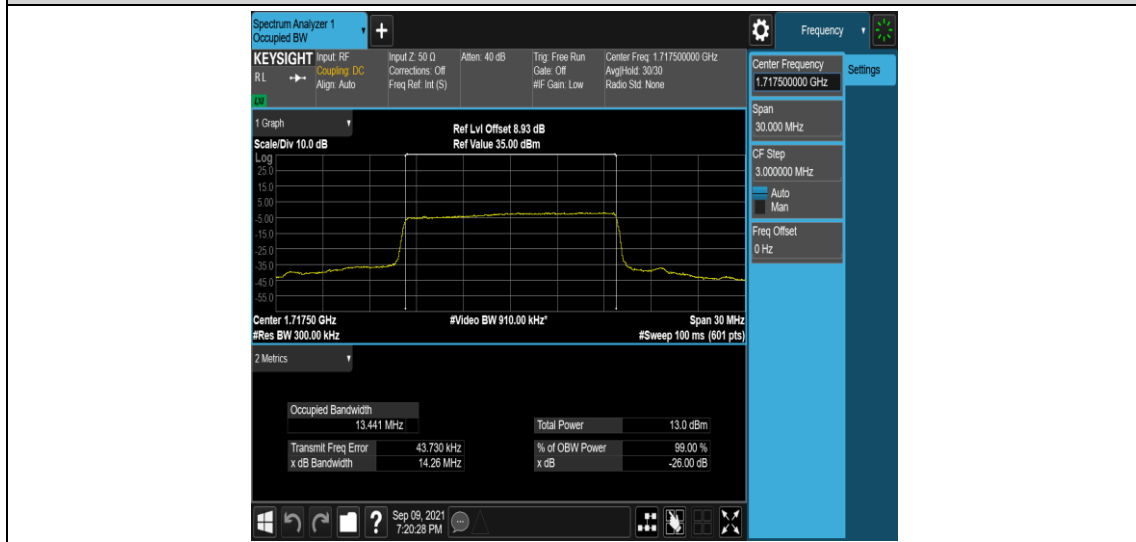 Spectrum Analyzer 1
Occupied BW
+
Frequency
KEYSIGHT
RL
LXI
Input: RF
Coupling: DC
Align: Auto
Input Z: 50 Ω
Corrections: Off
Freq Ref: Int (S)
Atten: 40 dB
Trig: Free Run
Gate: Off
#IF Gain: Low
Center Freq: 1.717500000 GHz
Avg|Hold: 30/30
Radio Std: None
Center Frequency
1.717500000 GHz
Settings
Span
30.000 MHz
CF Step
3.000000 MHz
Auto
Man
Freq Offset
0 Hz
1 Graph
Ref Lvl Offset 8.93 dB
Scale/Div 10.0 dB
Ref Value 35.00 dBm
Log
25.0
15.0
5.00
-5.00
-15.0
-25.0
-35.0
-45.0
-55.0
Center 1.71750 GHz
#Video BW 910.00 kHz*
Span 30 MHz
#Res BW 300.00 kHz
#Sweep 100 ms (601 pts)
2 Metrics
Occupied Bandwidth
13.441 MHz
Total Power 13.0 dBm
Transmit Freq Error 43.730 kHz
% of OBW Power 99.00 %
x dB Bandwidth 14.26 MHz
x dB -26.00 dB
?
Sep 09, 2021
7:20:28 PM